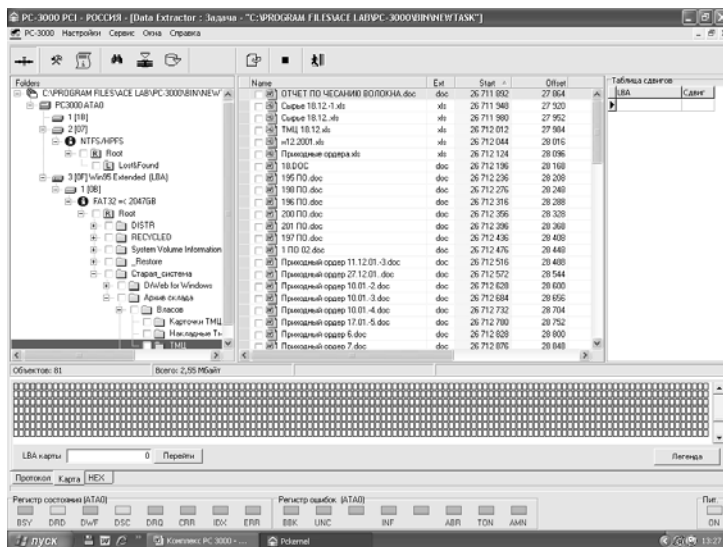 PC-3000 PCI - РОССИЯ - [Data Extractor : Задача - "C:\PROGRAM FILES\ACE LAB\PC-3000\BIN\NEWTASK"]
PC-3000 Настройки Сервис Окна Справка
Folders
C:\PROGRAM FILES\ACE LAB\PC-3000\BIN\NEW
PC3000 ATA0
1 [18]
2 [07]
NTFS/HPFS
Root
Lost&Found
3 [0F] Win95 Extended (LBA)
1 [0B]
FAT32 =< 2047GB
Root
DISTR
RECYCLED
System Volume Information
_Restore
Старая_система
DrWeb for Windows
Архив склада
Власов
Карточки ТМЦ
Накладные Тк
ТМЦ
Name Ext Start Offset
ОТЧЕТ ПО ЧЕСАНИЮ ВОЛОКНА.doc doc 26 711 892 27 864
Сырье 18.12.-1.xls xls 26 711 948 27 920
Сырье 18.12.xls xls 26 711 980 27 952
ТМЦ 18.12.xls xls 26 712 012 27 984
н12.2001.xls xls 26 712 044 28 016
Приходные ордера.xls xls 26 712 124 28 096
18.DOC doc 26 712 196 28 168
195 ПО.doc doc 26 712 236 28 208
198 ПО.doc doc 26 712 276 28 248
196 ПО.doc doc 26 712 316 28 288
200 ПО.doc doc 26 712 356 28 328
201 ПО.doc doc 26 712 396 28 368
197 ПО.doc doc 26 712 436 28 408
1 ПО 02.doc doc 26 712 476 28 448
Приходный ордер 11.12.01.-3.doc doc 26 712 516 28 488
Приходный ордер 27.12.01..doc doc 26 712 572 28 544
Приходный ордер 10.01.-2.doc doc 26 712 628 28 600
Приходный ордер 10.01.-3.doc doc 26 712 684 28 656
Приходный ордер 10.01.-4.doc doc 26 712 732 28 704
Приходный ордер 17.01.-5.doc doc 26 712 780 28 752
Приходный ордер 6.doc doc 26 712 828 28 800
Приходный ордер 7.doc doc 26 712 876 28 848
Таблица сдвигов
LBA Сдвиг
Объектов: 81 Всего: 2,55 Мбайт
LBA карты 0 Перейти Легенда
Протокол Карта HEX
Регистр состояния (ATA0) Регистр ошибок (ATA0) Пит.
BSY DRD DWF DSC DRQ CRR IDX ERR BBK UNC INF ABR TON AMN ON
пуск Комплекс PC 3000 - ... Pckernel 13:27